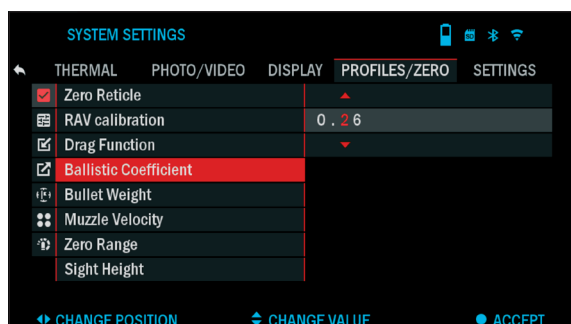 SYSTEM SETTINGS
THERMAL PHOTO/VIDEO DISPLAY PROFILES/ZERO SETTINGS
Zero Reticle
RAV calibration 0.26
Drag Function
Ballistic Coefficient
Bullet Weight
Muzzle Velocity
Zero Range
Sight Height
CHANGE POSITION CHANGE VALUE ACCEPT